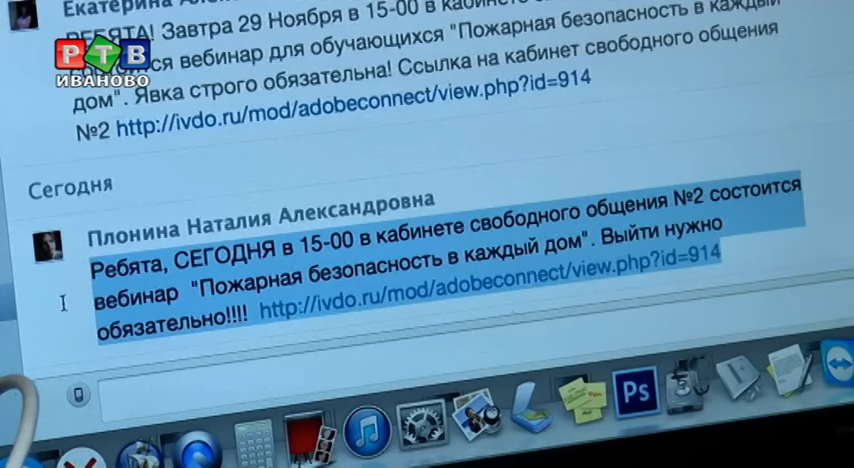 Екатерина
РЕБЯТА! Завтра 29 Ноября в 15-00 в
вебинар для обучающихся "Пожарная безопасность в каждый
дом". Явка строго обязательна! Ссылка на кабинет свободного общения
№2 http://ivdo.ru/mod/adobeconnect/view.php?id=914
РТВ
ИВАНОВО
Сегодня
Плонина Наталия Александровна
Ребята, СЕГОДНЯ в 15-00 в кабинете свободного общения №2 состоится
вебинар "Пожарная безопасность в каждый дом". Выйти нужно
обязательно!!!! http://ivdo.ru/mod/adobeconnect/view.php?id=914
Ps